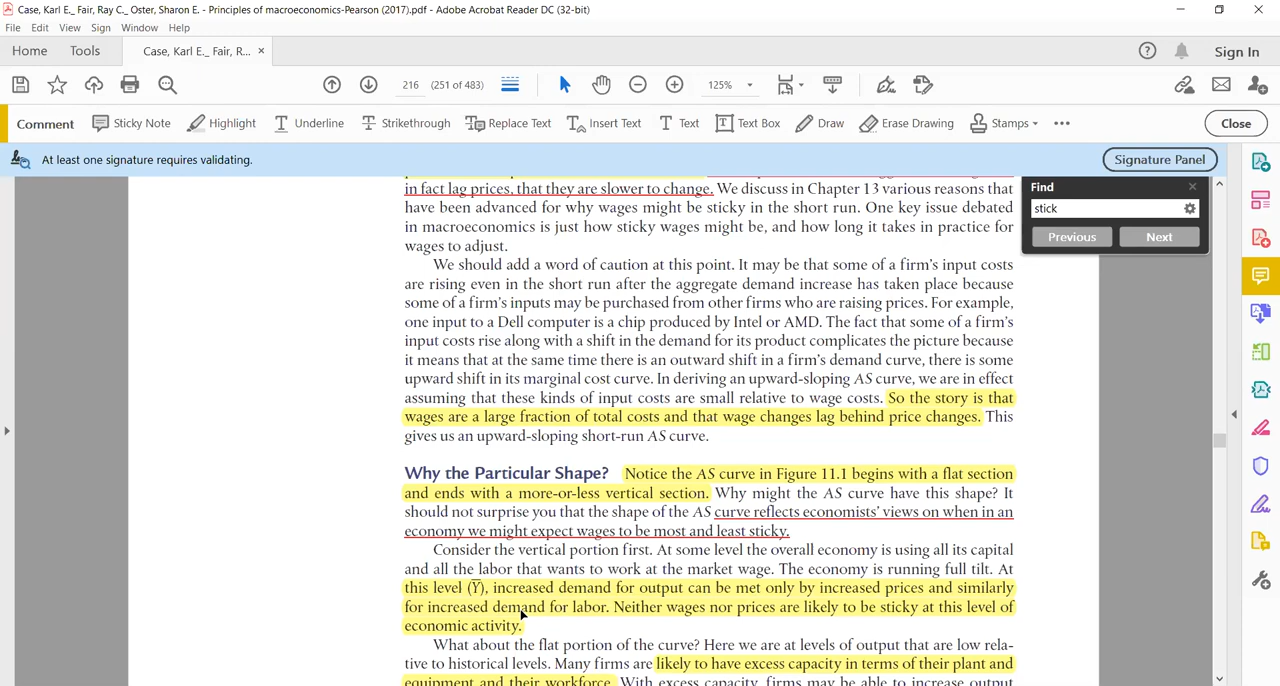 Case, Karl E._ Fair, Ray C._ Oster, Sharon E. - Principles of macroeconomics-Pearson (2017).pdf - Adobe Acrobat Reader DC (32-bit)
File Edit View Sign Window Help
Home Tools Case, Karl E._ Fair, R... × Sign In
216 (251 of 483) 125%
Comment Sticky Note Highlight Underline Strikethrough Replace Text Insert Text Text Text Box Draw Erase Drawing Stamps Close
At least one signature requires validating. Signature Panel
Find
stick
Previous Next
in fact lag prices, that they are slower to change. We discuss in Chapter 13 various reasons that
have been advanced for why wages might be sticky in the short run. One key issue debated
in macroeconomics is just how sticky wages might be, and how long it takes in practice for
wages to adjust.
We should add a word of caution at this point. It may be that some of a firm's input costs
are rising even in the short run after the aggregate demand increase has taken place because
some of a firm's inputs may be purchased from other firms who are raising prices. For example,
one input to a Dell computer is a chip produced by Intel or AMD. The fact that some of a firm's
input costs rise along with a shift in the demand for its product complicates the picture because
it means that at the same time there is an outward shift in a firm's demand curve, there is some
upward shift in its marginal cost curve. In deriving an upward-sloping AS curve, we are in effect
assuming that these kinds of input costs are small relative to wage costs. So the story is that
wages are a large fraction of total costs and that wage changes lag behind price changes. This
gives us an upward-sloping short-run AS curve.
Why the Particular Shape? Notice the AS curve in Figure 11.1 begins with a flat section
and ends with a more-or-less vertical section. Why might the AS curve have this shape? It
should not surprise you that the shape of the AS curve reflects economists' views on when in an
economy we might expect wages to be most and least sticky.
Consider the vertical portion first. At some level the overall economy is using all its capital
and all the labor that wants to work at the market wage. The economy is running full tilt. At
this level (Y̅), increased demand for output can be met only by increased prices and similarly
for increased demand for labor. Neither wages nor prices are likely to be sticky at this level of
economic activity.
What about the flat portion of the curve? Here we are at levels of output that are low rela-
tive to historical levels. Many firms are likely to have excess capacity in terms of their plant and
equipment and their workforce. With excess capacity, firms may be able to increase output